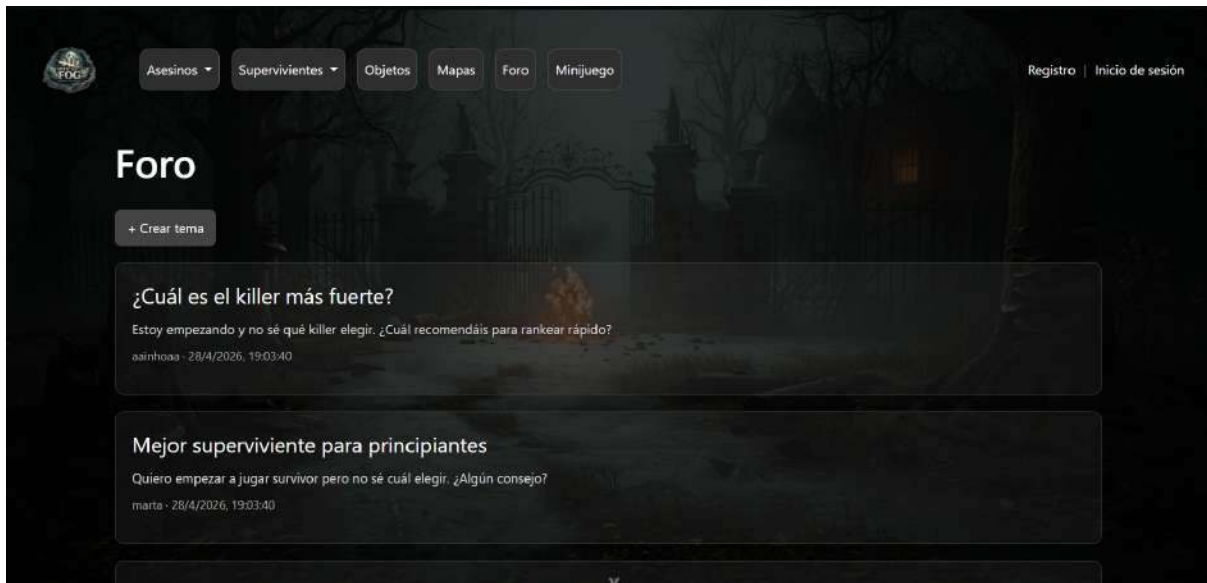 FOG
Asesinos
Supervivientes
Objetos
Mapas
Foro
Minijuego
Registro | Inicio de sesión
Foro
+ Crear tema
¿Cuál es el killer más fuerte?
Estoy empezando y no sé qué killer elegir. ¿Cuál recomendáis para rankear rápido?
aainhoaa · 28/4/2026, 19:03:40
Mejor superviviente para principiantes
Quiero empezar a jugar survivor pero no sé cuál elegir. ¿Algún consejo?
marta · 28/4/2026, 19:03:40